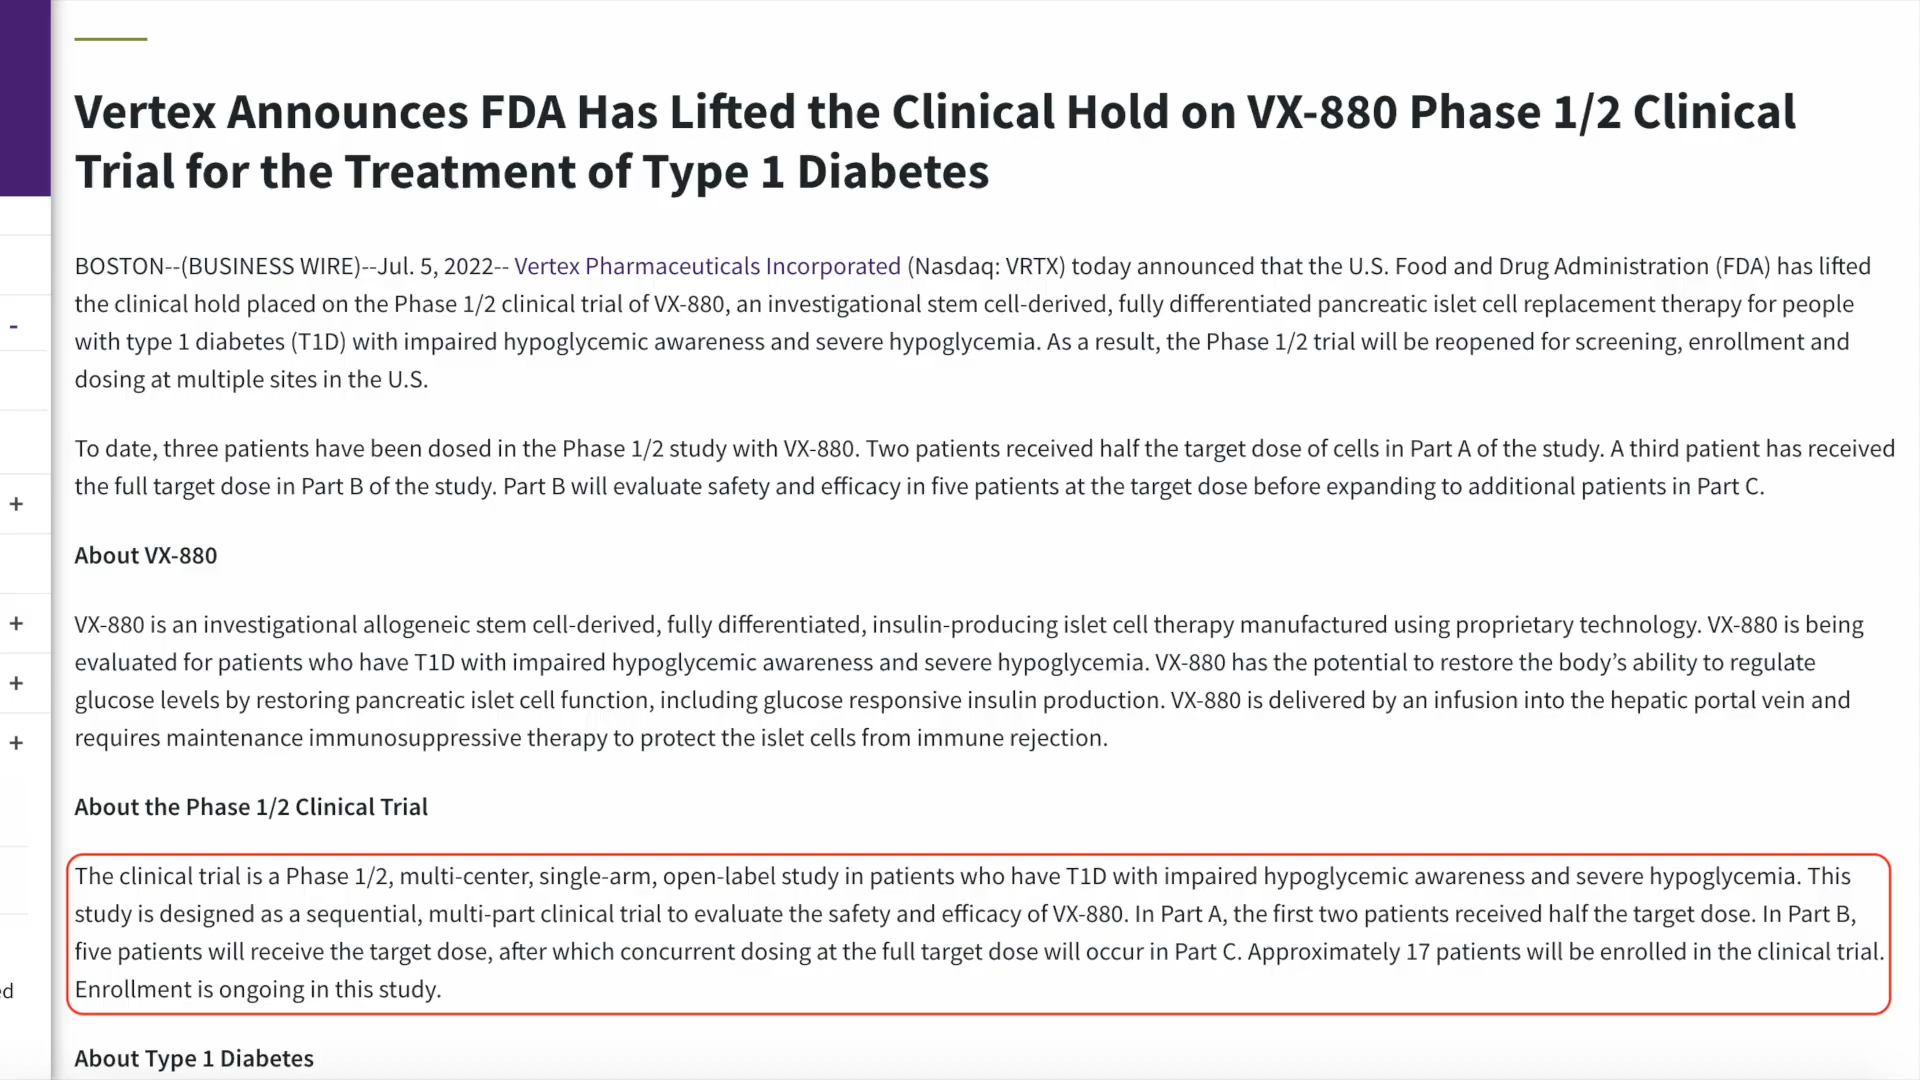 Vertex Announces FDA Has Lifted the Clinical Hold on VX-880 Phase 1/2 Clinical
Trial for the Treatment of Type 1 Diabetes
BOSTON--(BUSINESS WIRE)--Jul. 5, 2022-- Vertex Pharmaceuticals Incorporated (Nasdaq: VRTX) today announced that the U.S. Food and Drug Administration (FDA) has lifted
the clinical hold placed on the Phase 1/2 clinical trial of VX-880, an investigational stem cell-derived, fully differentiated pancreatic islet cell replacement therapy for people
with type 1 diabetes (T1D) with impaired hypoglycemic awareness and severe hypoglycemia. As a result, the Phase 1/2 trial will be reopened for screening, enrollment and
dosing at multiple sites in the U.S.
To date, three patients have been dosed in the Phase 1/2 study with VX-880. Two patients received half the target dose of cells in Part A of the study. A third patient has received
the full target dose in Part B of the study. Part B will evaluate safety and efficacy in five patients at the target dose before expanding to additional patients in Part C.
About VX-880
VX-880 is an investigational allogeneic stem cell-derived, fully differentiated, insulin-producing islet cell therapy manufactured using proprietary technology. VX-880 is being
evaluated for patients who have T1D with impaired hypoglycemic awareness and severe hypoglycemia. VX-880 has the potential to restore the body’s ability to regulate
glucose levels by restoring pancreatic islet cell function, including glucose responsive insulin production. VX-880 is delivered by an infusion into the hepatic portal vein and
requires maintenance immunosuppressive therapy to protect the islet cells from immune rejection.
About the Phase 1/2 Clinical Trial
The clinical trial is a Phase 1/2, multi-center, single-arm, open-label study in patients who have T1D with impaired hypoglycemic awareness and severe hypoglycemia. This
study is designed as a sequential, multi-part clinical trial to evaluate the safety and efficacy of VX-880. In Part A, the first two patients received half the target dose. In Part B,
five patients will receive the target dose, after which concurrent dosing at the full target dose will occur in Part C. Approximately 17 patients will be enrolled in the clinical trial.
Enrollment is ongoing in this study.
About Type 1 Diabetes
-
+
+
+
+
ed